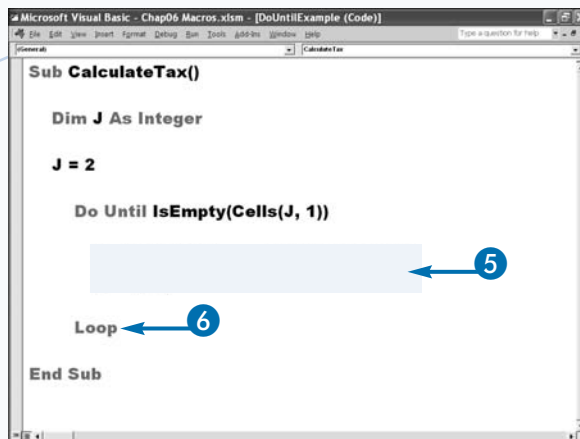 Microsoft Visual Basic - Chap06 Macros.xlsm - [DoUntilExample (Code)]
File Edit View Insert Format Debug Run Tools Add-Ins Window Help Type a question for help
(General) CalculateTax
Sub CalculateTax()
Dim J As Integer
J = 2
Do Until IsEmpty(Cells(J, 1))
5
Loop 6
End Sub